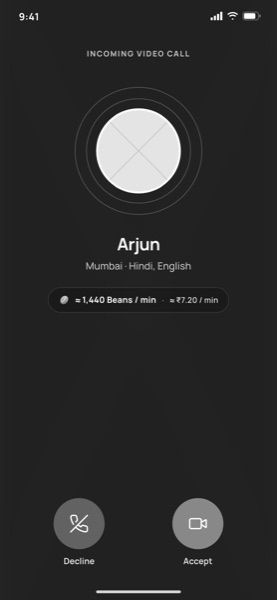 9:41
INCOMING VIDEO CALL
Arjun
Mumbai · Hindi, English
≈ 1,440 Beans / min · ≈ ₹7.20 / min
Decline
Accept